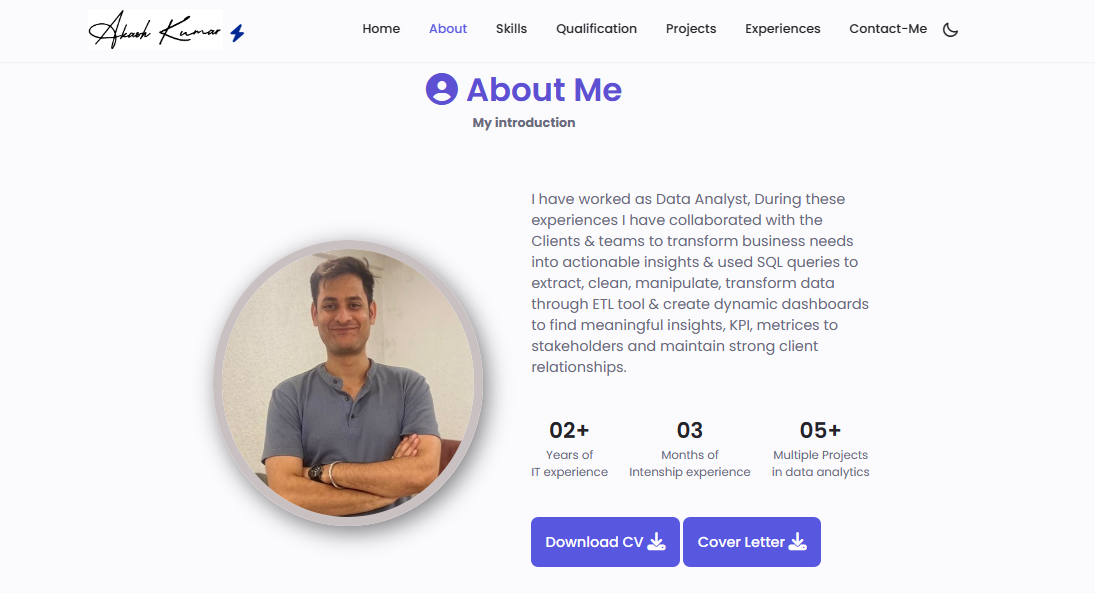 Akash Kumar
Home About Skills Qualification Projects Experiences Contact-Me
About Me
My introduction
I have worked as Data Analyst, During these
experiences I have collaborated with the
Clients & teams to transform business needs
into actionable insights & used SQL queries to
extract, clean, manipulate, transform data
through ETL tool & create dynamic dashboards
to find meaningful insights, KPI, metrices to
stakeholders and maintain strong client
relationships.
02+ 03 05+
Years of Months of Multiple Projects
IT experience Intenship experience in data analytics
Download CV Cover Letter